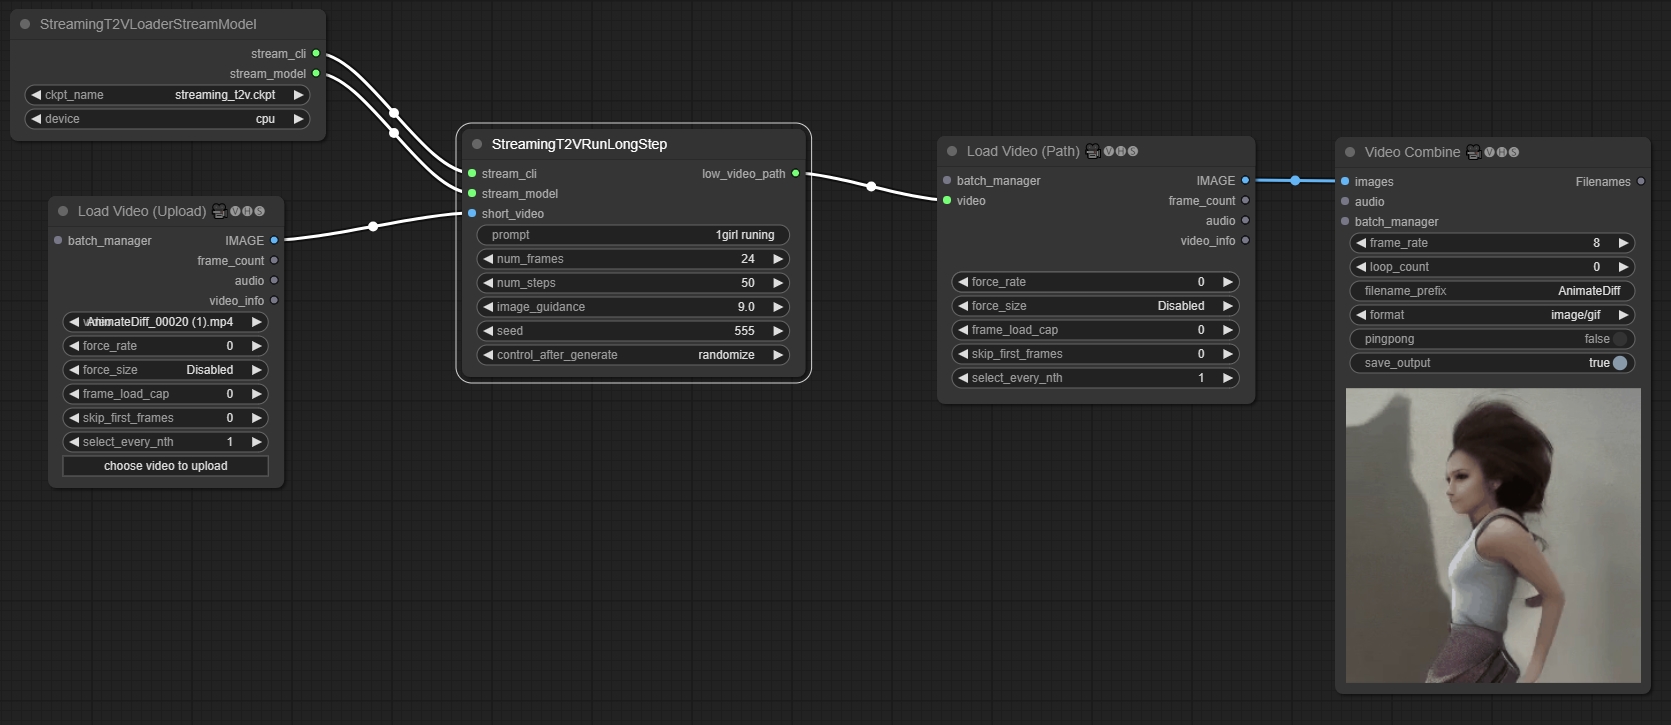 StreamingT2VLoaderStreamModel
stream_cli
stream_model
ckpt_name streaming_t2v.ckpt
device cpu
Load Video (Upload) VHS
batch_manager IMAGE
frame_count
audio
video_info
AnimateDiff_00020 (1).mp4
force_rate 0
force_size Disabled
frame_load_cap 0
skip_first_frames 0
select_every_nth 1
choose video to upload
StreamingT2VRunLongStep
stream_cli low_video_path
stream_model
short_video
prompt 1girl runing
num_frames 24
num_steps 50
image_guidance 9.0
seed 555
control_after_generate randomize
Load Video (Path) VHS
batch_manager IMAGE
video frame_count
audio
video_info
force_rate 0
force_size Disabled
frame_load_cap 0
skip_first_frames 0
select_every_nth 1
Video Combine VHS
images Filenames
audio
batch_manager
frame_rate 8
loop_count 0
filename_prefix AnimateDiff
format image/gif
pingpong false
save_output true